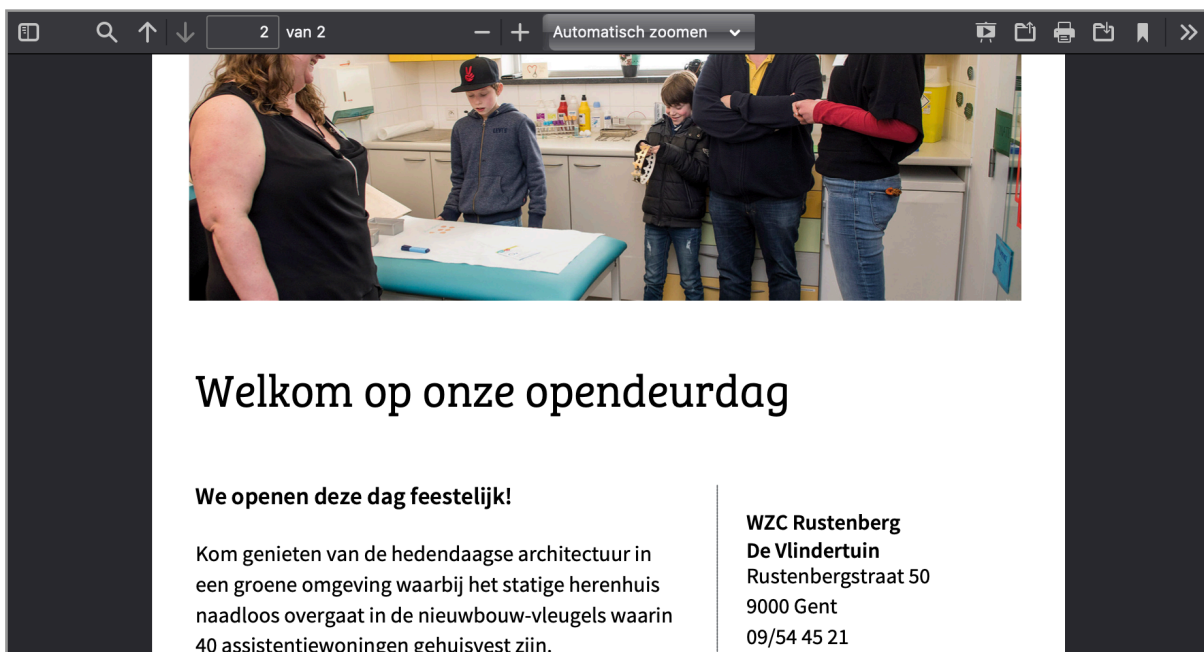 2 van 2
Automatisch zoomen
Welkom op onze opendeurdag
We openen deze dag feestelijk!
Kom genieten van de hedendaagse architectuur in
een groene omgeving waarbij het statige herenhuis
naadloos overgaat in de nieuwbouw-vleugels waarin
40 assistentiewoningen gehuisvest zijn.
WZC Rustenberg
De Vlindertuin
Rustenbergstraat 50
9000 Gent
09/54 45 21